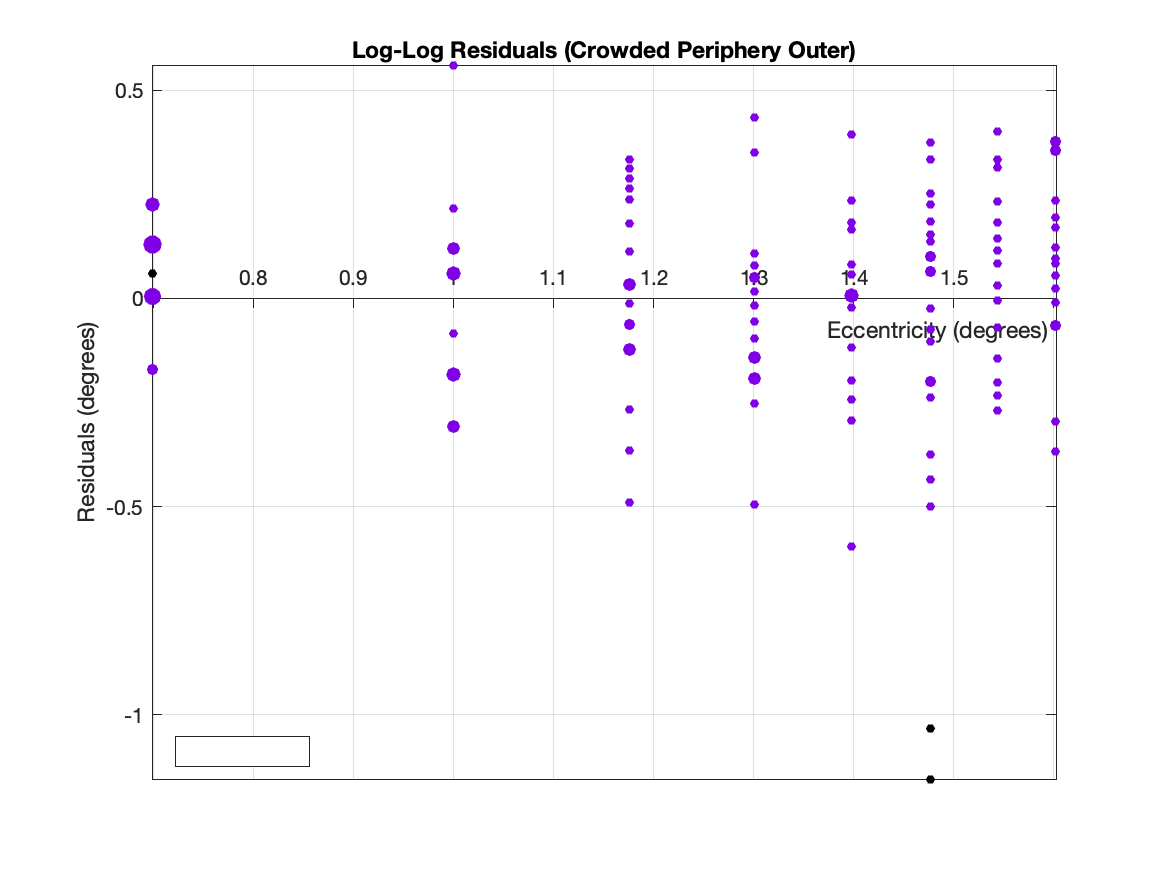 Log-Log Residuals (Crowded Periphery Outer)
0.5
0.8 0.9 1 1.1 1.2 1.3 1.4 1.5
0
Eccentricity (degrees)
Residuals (degrees)
-0.5
-1